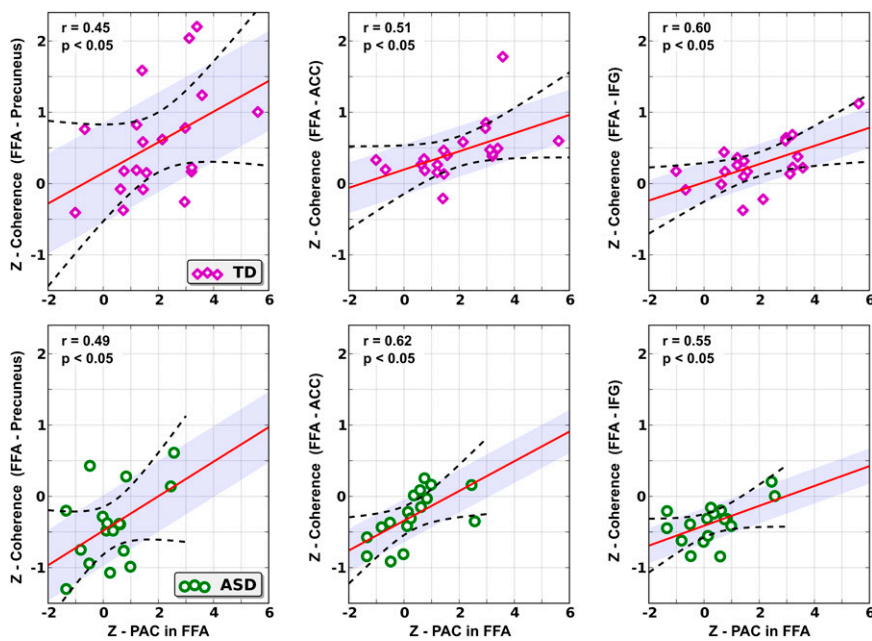 r = 0.45
p < 0.05
Z - Coherence (FFA - Precuneus)
2
1
0
-1
-2 0 2 4 6
TD
r = 0.51
p < 0.05
Z - Coherence (FFA - ACC)
2
1
0
-1
-2 0 2 4 6
r = 0.60
p < 0.05
Z - Coherence (FFA - IFG)
2
1
0
-1
-2 0 2 4 6
r = 0.49
p < 0.05
Z - Coherence (FFA - Precuneus)
2
1
0
-1
-2 0 2 4 6
ASD
Z - PAC in FFA
r = 0.62
p < 0.05
Z - Coherence (FFA - ACC)
2
1
0
-1
-2 0 2 4 6
Z - PAC in FFA
r = 0.55
p < 0.05
Z - Coherence (FFA -IFG)
2
1
0
-1
-2 0 2 4 6
Z - PAC in FFA